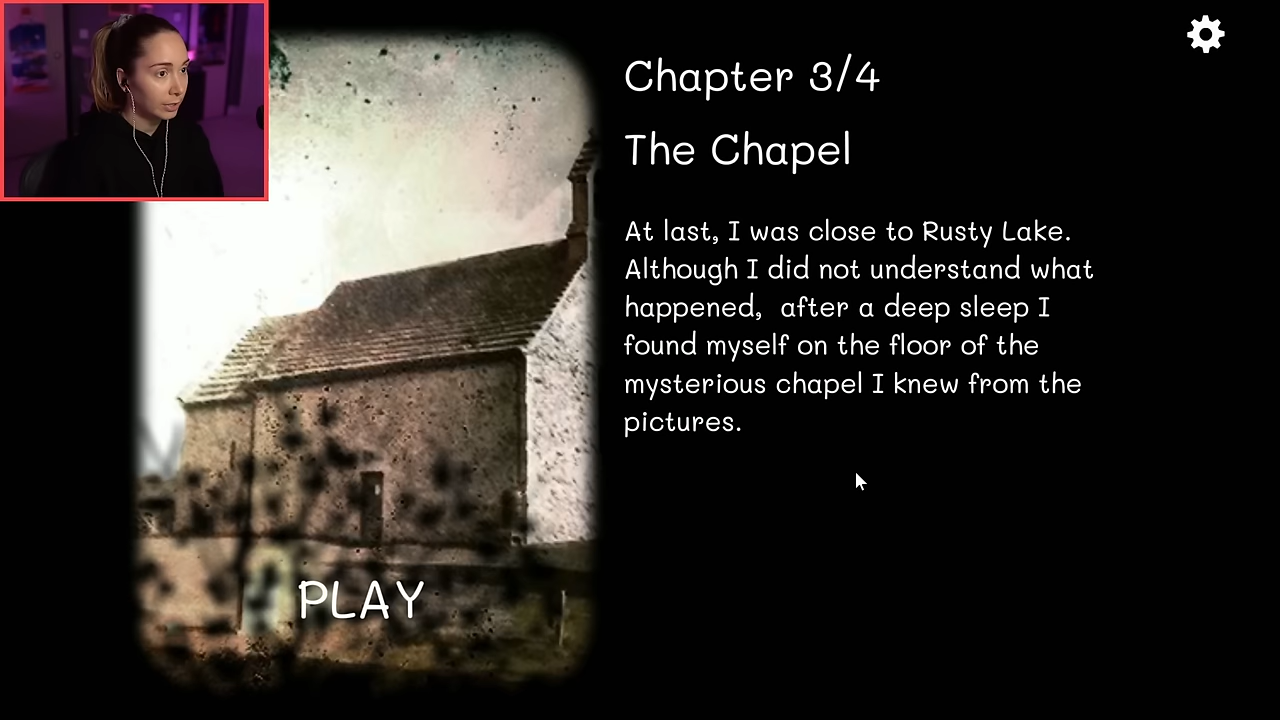 Chapter 3/4
The Chapel
At last, I was close to Rusty Lake.
Although I did not understand what
happened,  after a deep sleep I
found myself on the floor of the
mysterious chapel I knew from the
pictures.
PLAY